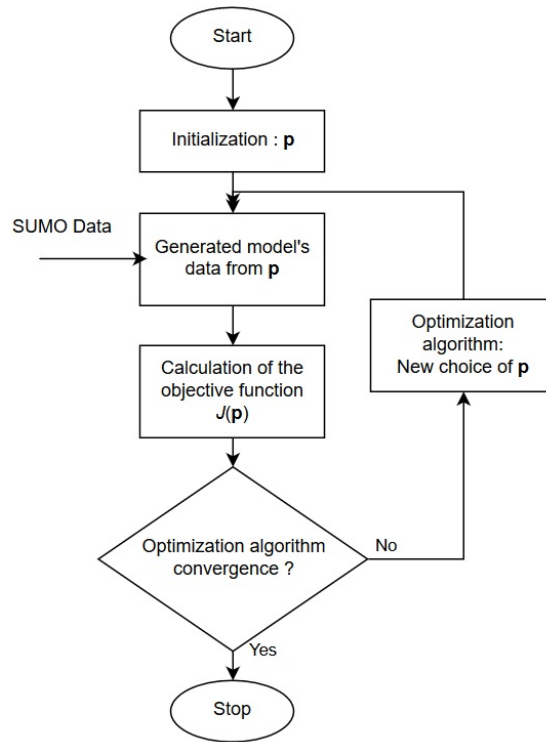 Start
Initialization : p
SUMO Data
Generated model's
data from p
Calculation of the
objective function
J(p)
Optimization
algorithm:
New choice of p
Optimization algorithm
convergence ?
No
Yes
Stop